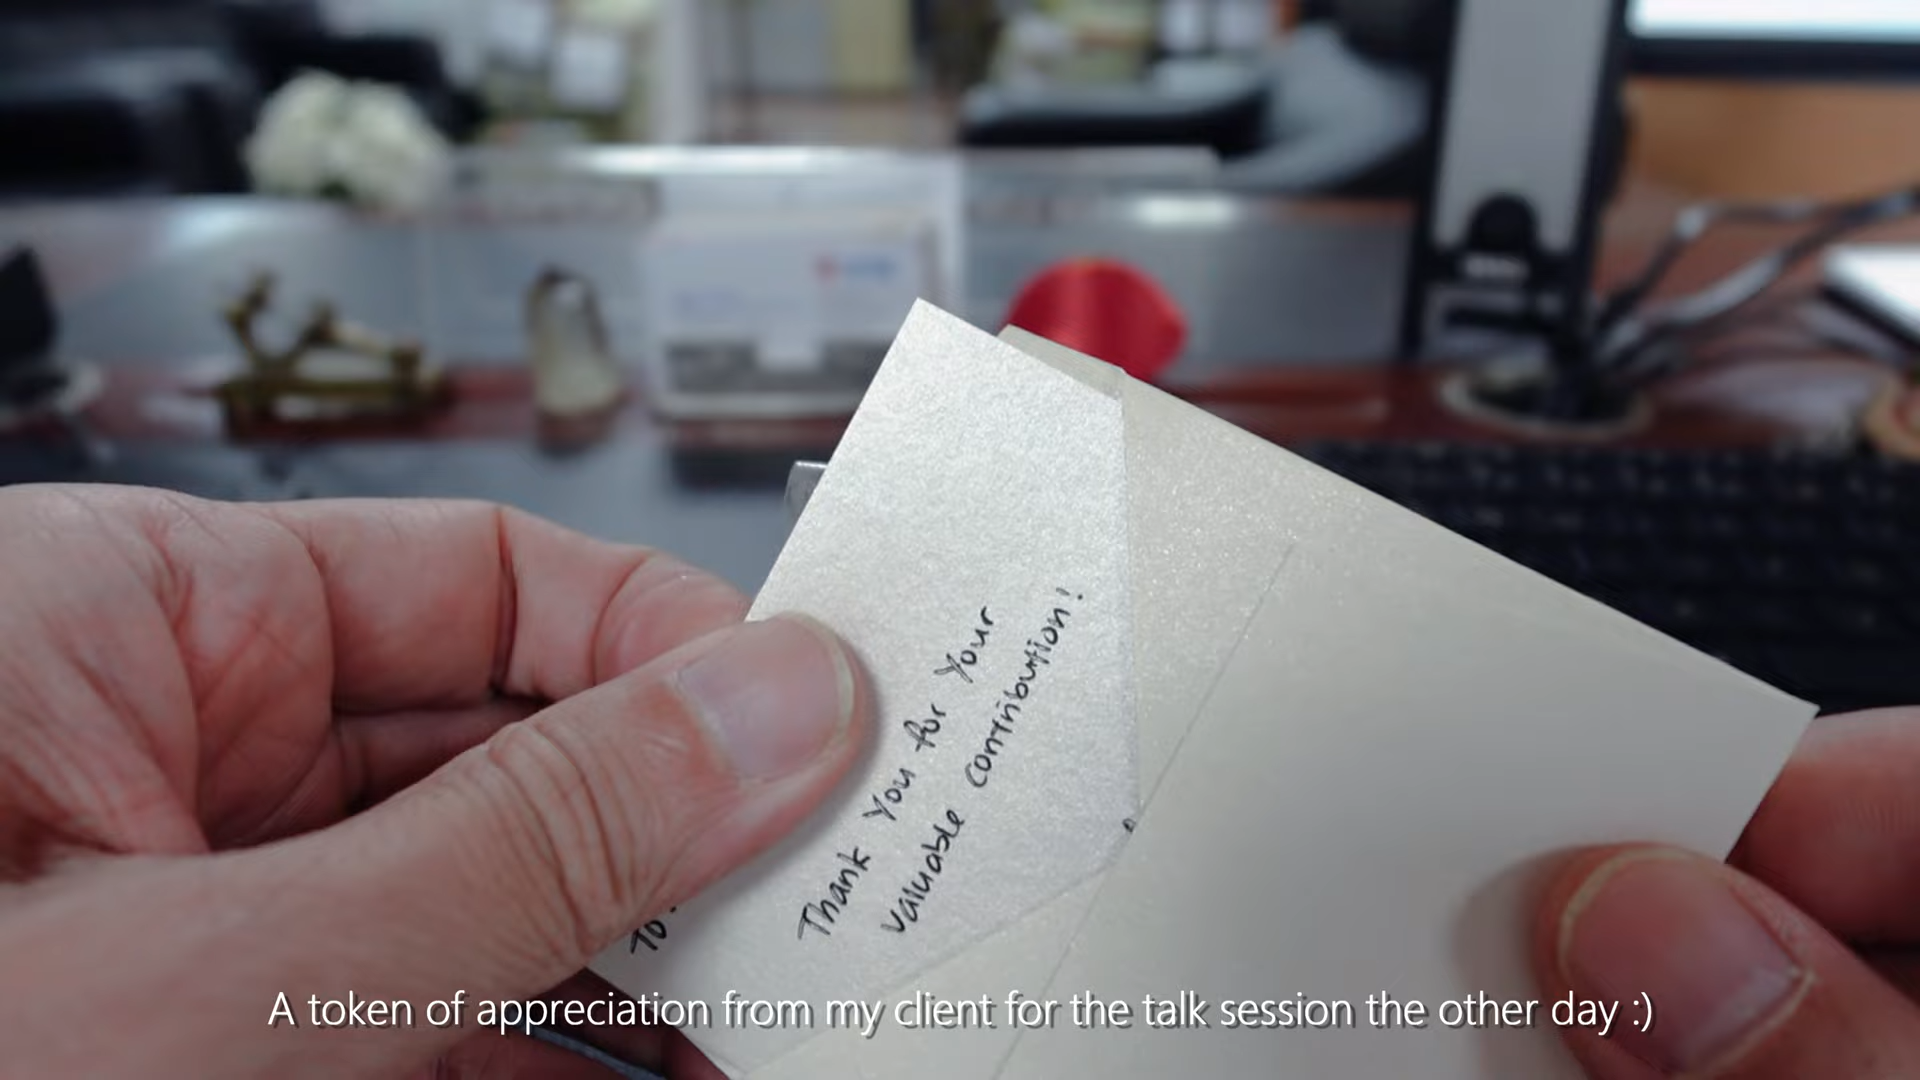 To:
Thank You for Your
valuable contribution!
A token of appreciation from my client for the talk session the other day :)